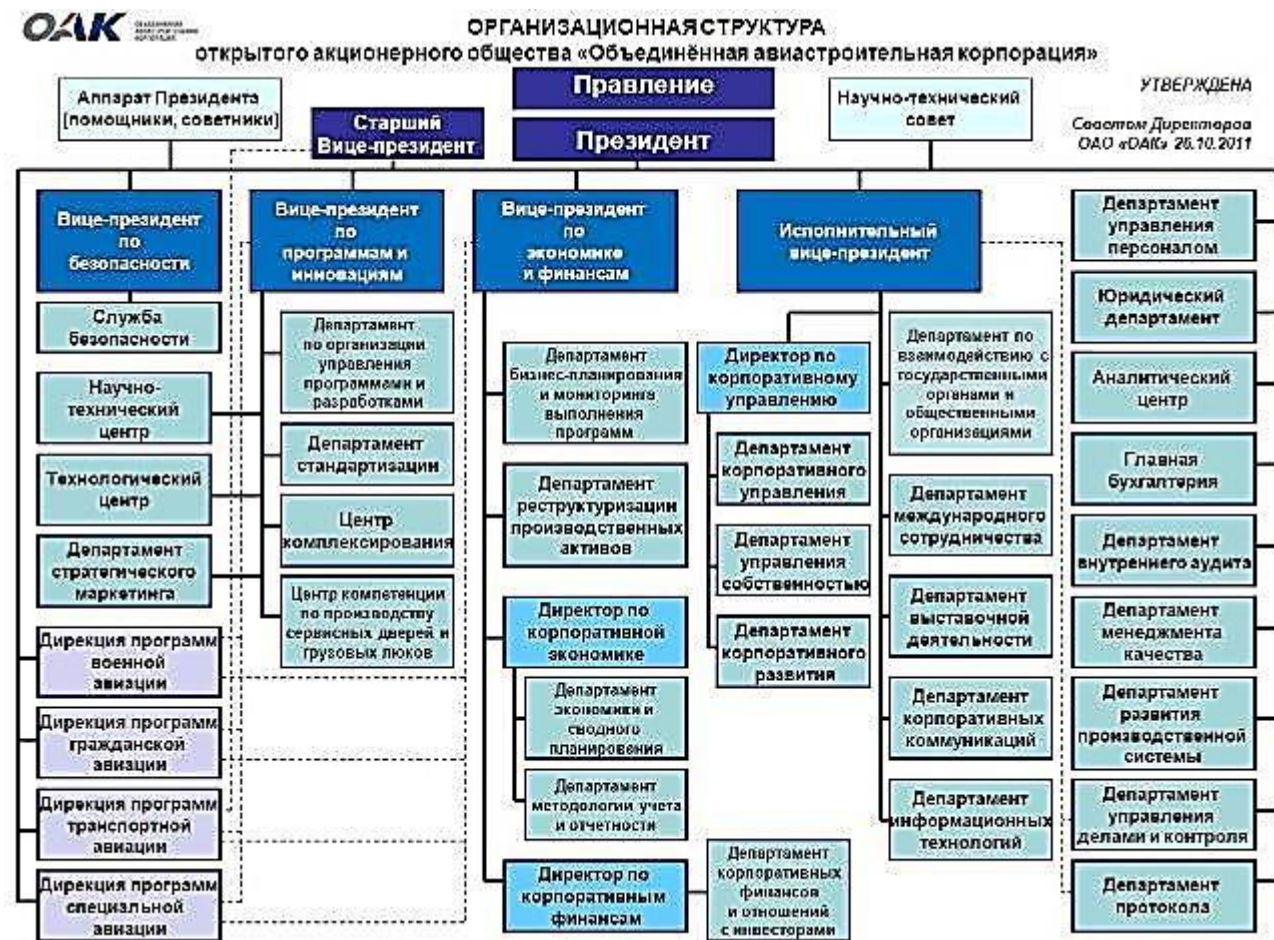 ОАК
ОРГАНИЗАЦИОННАЯ СТРУКТУРА
открытого акционерного общества «Объединённая авиастроительная корпорация»
УТВЕРЖДЕНА
Советом Директоров
ОАО «ОАК» 26.10.2011
Аппарат Президента
(помощники, советники)
Старший
Вице-президент
Правление
Президент
Научно-технический
совет
Вице-президент
по
безопасности
Служба
безопасности
Научно-
технический
центр
Технологический
центр
Департамент
стратегического
маркетинга
Дирекция программ
военной
авиации
Дирекция программ
гражданской
авиации
Дирекция программ
транспортной
авиации
Дирекция программ
специальной
авиации
Вице-президент
по
программам и
инновациям
Департамент
по организации
управления
программами и
разработками
Департамент
стандартизации
Центр
комплексирования
Центр компетенции
по производству
сервисных дверей и
грузовых люков
Вице-президент
по
экономике
и финансам
Департамент
бизнес-планирования
и мониторинга
выполнения
программ
Департамент
реструктуризации
производственных
активов
Директор по
корпоративной
экономике
Департамент
экономики и
сводного
планирования
Департамент
методологии учета
и отчетности
Директор по
корпоративным
финансам
Департамент
корпоративных
финансов
и отношений
с инвесторами
Исполнительный
вице-президент
Директор по
корпоративному
управлению
Департамент
корпоративного
управления
Департамент
управления
собственностью
Департамент
корпоративного
развития
Департамент по
взаимодействию с
государственными
органами и
общественными
организациями
Департамент
международного
сотрудничества
Департамент
выставочной
деятельности
Департамент
корпоративных
коммуникаций
Департамент
информационных
технологий
Департамент
управления
персоналом
Юридический
департамент
Аналитический
центр
Главная
бухгалтерия
Департамент
внутреннего аудита
Департамент
менеджмента
качества
Департамент
развития
производственной
системы
Департамент
управления
делами и контроля
Департамент
протокола